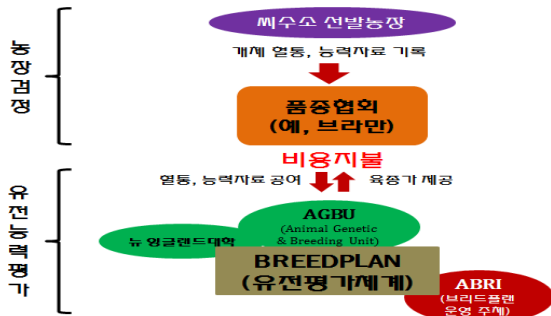 씨수소 선발농장
개체 혈통, 능력자료 기록
농장검정
품종협회
(예, 브라만)
비용지불
혈통, 능력자료 공여
육종가 제공
유전능력평가
AGBU
(Animal Genetic
& Breeding Unit)
뉴 잉글랜드대학
BREEDPLAN
(유전평가체계)
ABRI
(브리드플랜
운영 주체)